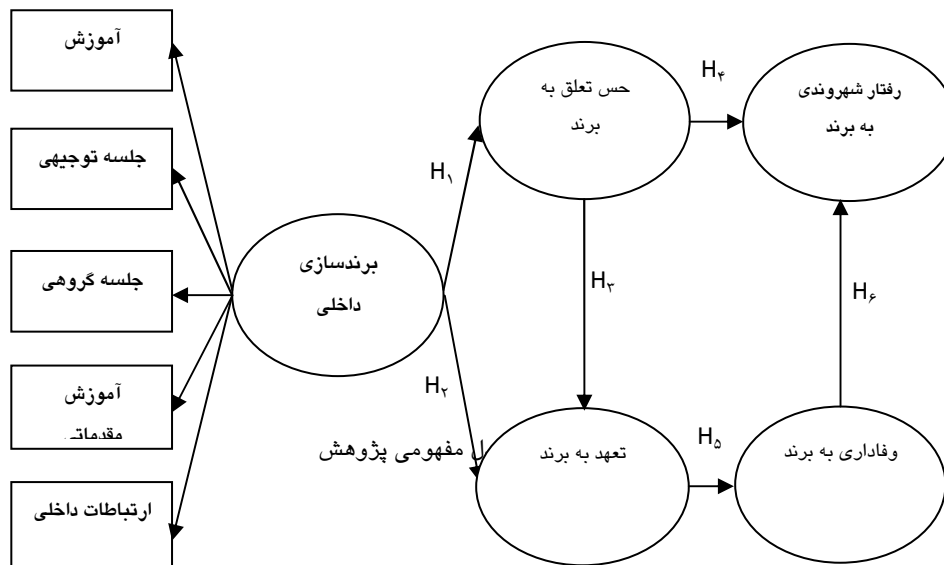 آموزش
جلسه توجیهی
جلسه گروهی
آموزش
مقدماتی
ارتباطات داخلی
برندسازی
داخلی
حس تعلق به
برند
رفتار شهروندی
به برند
تعهد به برند
وفاداری به برند
H۱
H۲
H۳
H۴
H۵
H۶
ل مفهومی پژوهش